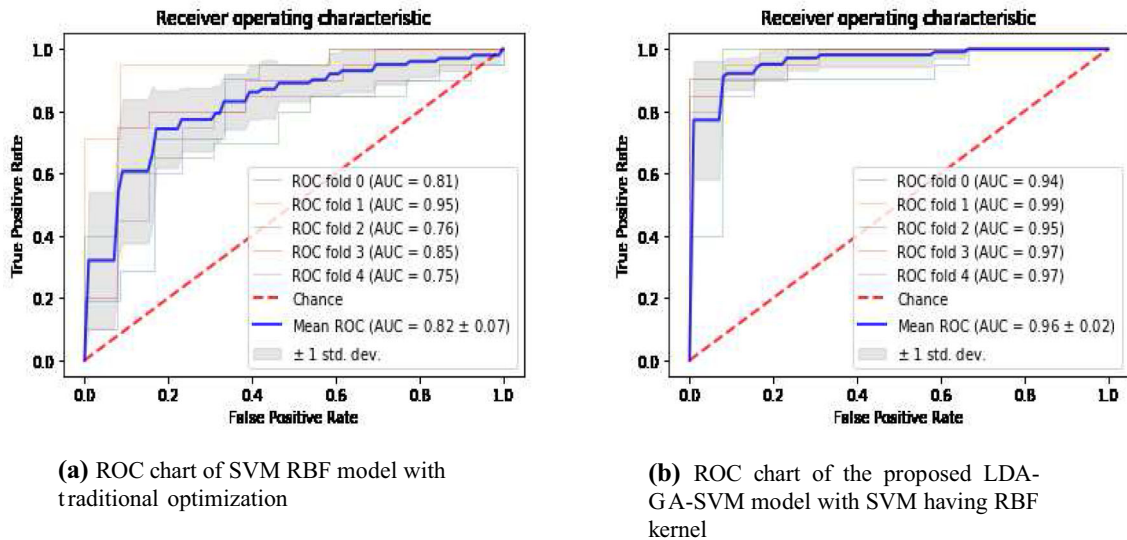 Receiver operating characteristic
1.0
0.8
0.6
0.4
0.2
0.0
True Positive Rate
ROC fold 0 (AUC = 0.81)
ROC fold 1 (AUC = 0.95)
ROC fold 2 (AUC = 0.76)
ROC fold 3 (AUC = 0.85)
ROC fold 4 (AUC = 0.75)
Chance
Mean ROC (AUC = 0.82 ± 0.07)
± 1 std. dev.
0.0 0.2 0.4 0.6 0.8 1.0
False Positive Rate
(a) ROC chart of SVM RBF model with
traditional optimization
Receiver operating characteristic
1.0
0.8
0.6
0.4
0.2
0.0
True Positive Rate
ROC fold 0 (AUC = 0.94)
ROC fold 1 (AUC = 0.99)
ROC fold 2 (AUC = 0.95)
ROC fold 3 (AUC = 0.97)
ROC fold 4 (AUC = 0.97)
Chance
Mean ROC (AUC = 0.96 ± 0.02)
± 1 std. dev.
0.0 0.2 0.4 0.6 0.8 1.0
False Positive Rate
(b) ROC chart of the proposed LDA-
GA-SVM model with SVM having RBF
kernel